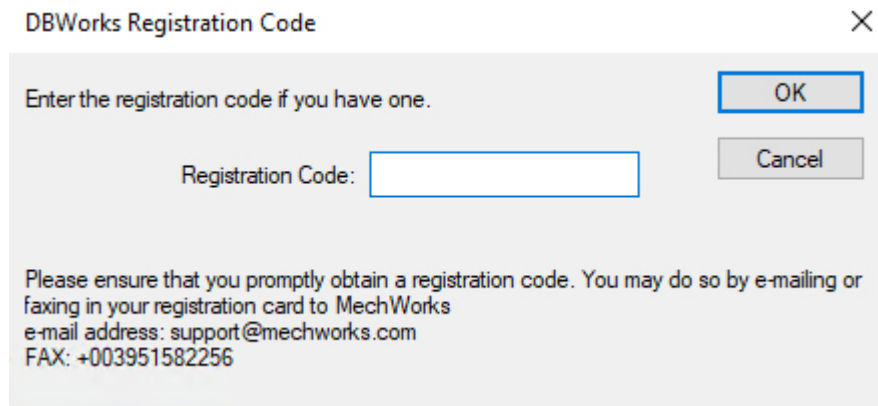 DBWorks Registration Code
Enter the registration code if you have one.
OK
Registration Code:
Cancel
Please ensure that you promptly obtain a registration code. You may do so by e-mailing or
faxing in your registration card to MechWorks
e-mail address: support@mechworks.com
FAX: +003951582256